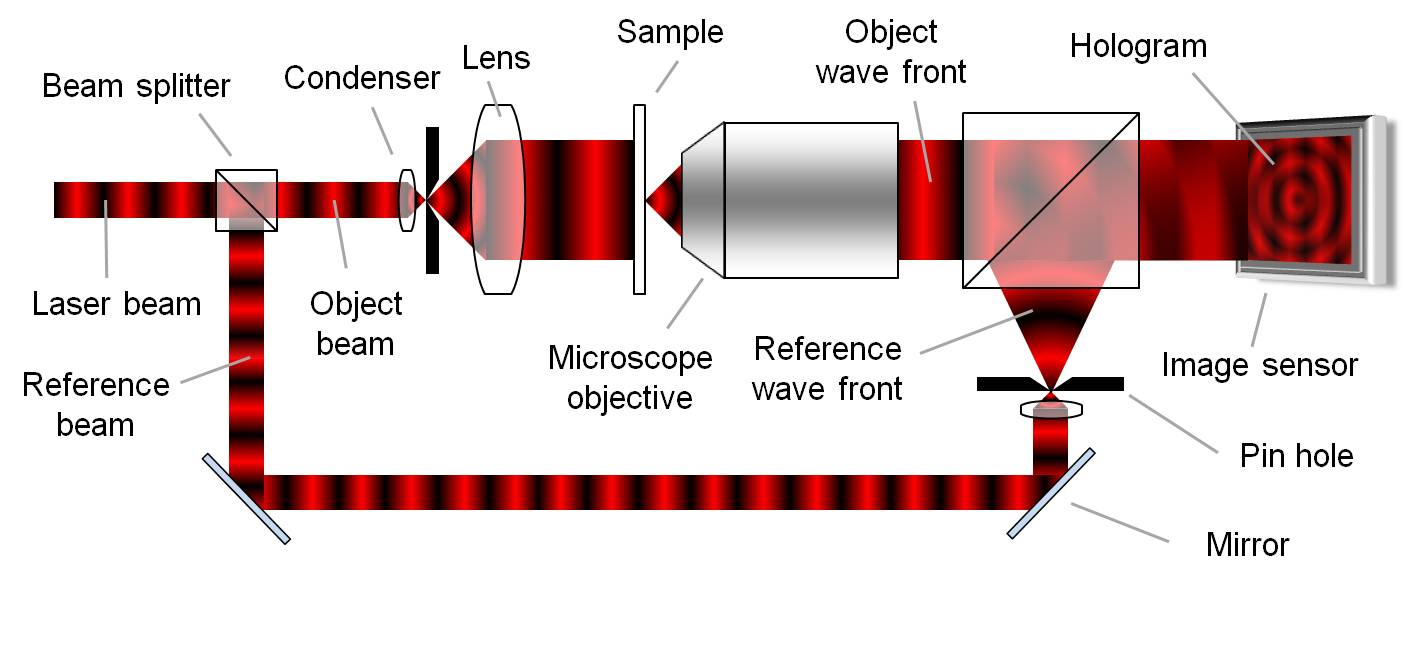 Beam splitter
Condenser
Lens
Sample
Object
wave front
Hologram
Laser beam
Object
beam
Reference
beam
Microscope
objective
Reference
wave front
Image sensor
Pin hole
Mirror